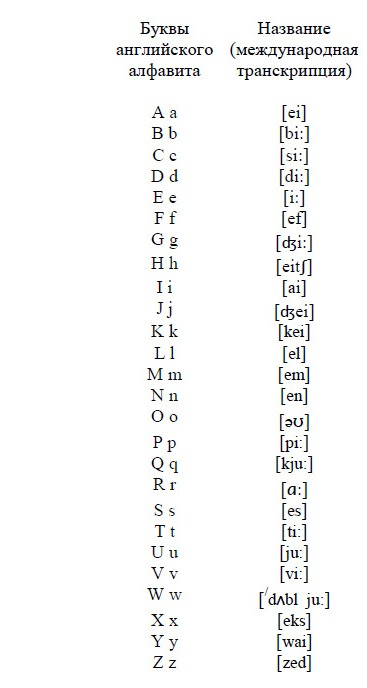 Буквы Название
английского (международная
алфавита транскрипция)
A a [ei]
B b [bi:]
C c [si:]
D d [di:]
E e [i:]
F f [ef]
G g [ʤi:]
H h [eitʃ]
I i [ai]
J j [ʤei]
K k [kei]
L l [el]
M m [em]
N n [en]
O o [əʊ]
P p [pi:]
Q q [kju:]
R r [ɑ:]
S s [es]
T t [ti:]
U u [ju:]
V v [vi:]
W w [/dʌbl ju:]
X x [eks]
Y y [wai]
Z z [zed]